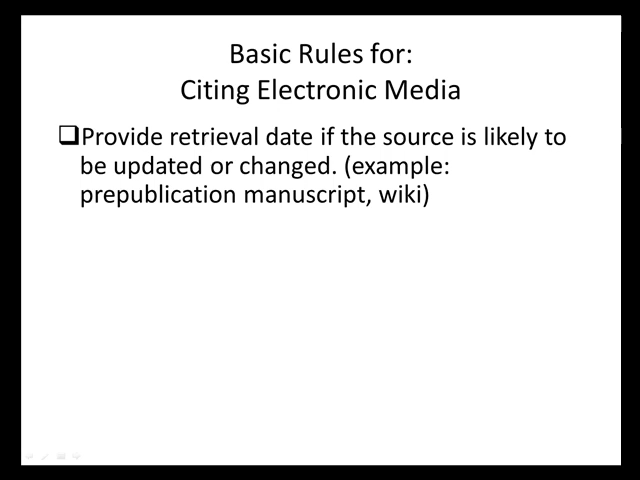 Basic Rules for:
Citing Electronic Media
❑Provide retrieval date if the source is likely to
be updated or changed. (example:
prepublication manuscript, wiki)